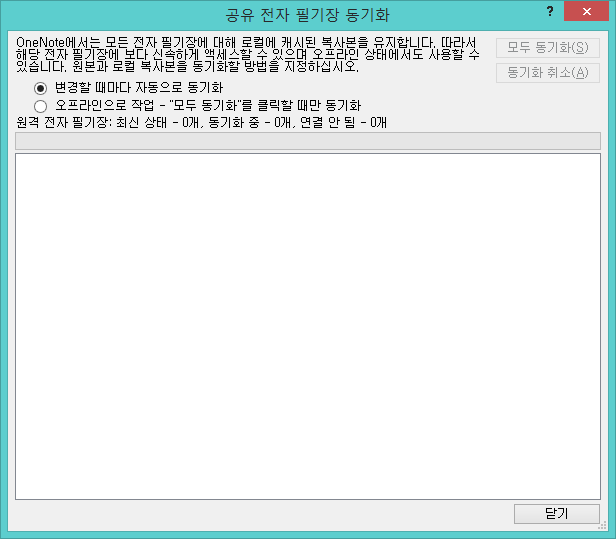 공유 전자 필기장 동기화
?
OneNote에서는 모든 전자 필기장에 대해 로컬에 캐시된 복사본을 유지합니다. 따라서
해당 전자 필기장에 보다 신속하게 액세스할 수 있으며 오프라인 상태에서도 사용할 수
있습니다. 원본과 로컬 복사본을 동기화할 방법을 지정하십시오.
모두 동기화(S)
동기화 취소(A)
변경할 때마다 자동으로 동기화
오프라인으로 작업 - "모두 동기화"를 클릭할 때만 동기화
원격 전자 필기장: 최신 상태 - 0개, 동기화 중 - 0개, 연결 안 됨 - 0개
닫기